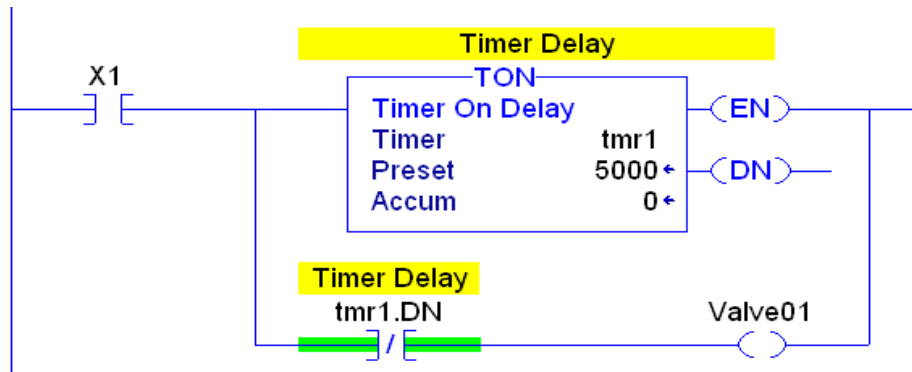 Timer Delay
X1
TON
Timer On Delay
EN
Timer tmr1
Preset 5000
DN
Accum 0
Timer Delay
tmr1.DN
Valve01
/